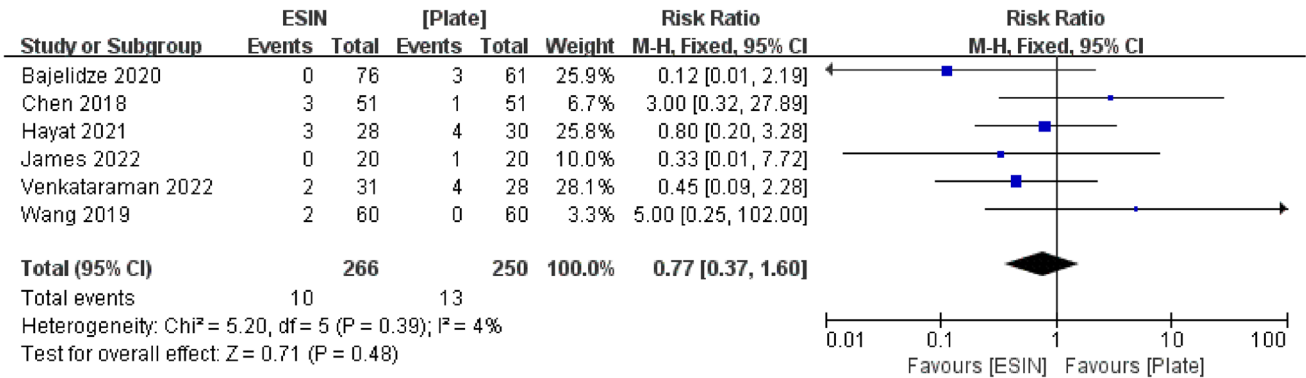 ESIN [Plate] Risk Ratio Risk Ratio
Study or Subgroup Events Total Events Total Weight M-H, Fixed, 95% CI M-H, Fixed, 95% CI
Bajelidze 2020 0 76 3 61 25.9% 0.12 [0.01, 2.19]
Chen 2018 3 51 1 51 6.7% 3.00 [0.32, 27.89]
Hayat 2021 3 28 4 30 25.8% 0.80 [0.20, 3.28]
James 2022 0 20 1 20 10.0% 0.33 [0.01, 7.72]
Venkataraman 2022 2 31 4 28 28.1% 0.45 [0.09, 2.28]
Wang 2019 2 60 0 60 3.3% 5.00 [0.25, 102.00]
Total (95% CI) 266 250 100.0% 0.77 [0.37, 1.60]
Total events 10 13
Heterogeneity: Chi² = 5.20, df = 5 (P = 0.39); I² = 4%
Test for overall effect: Z = 0.71 (P = 0.48)
0.01 0.1 1 10 100
Favours [ESIN] Favours [Plate]